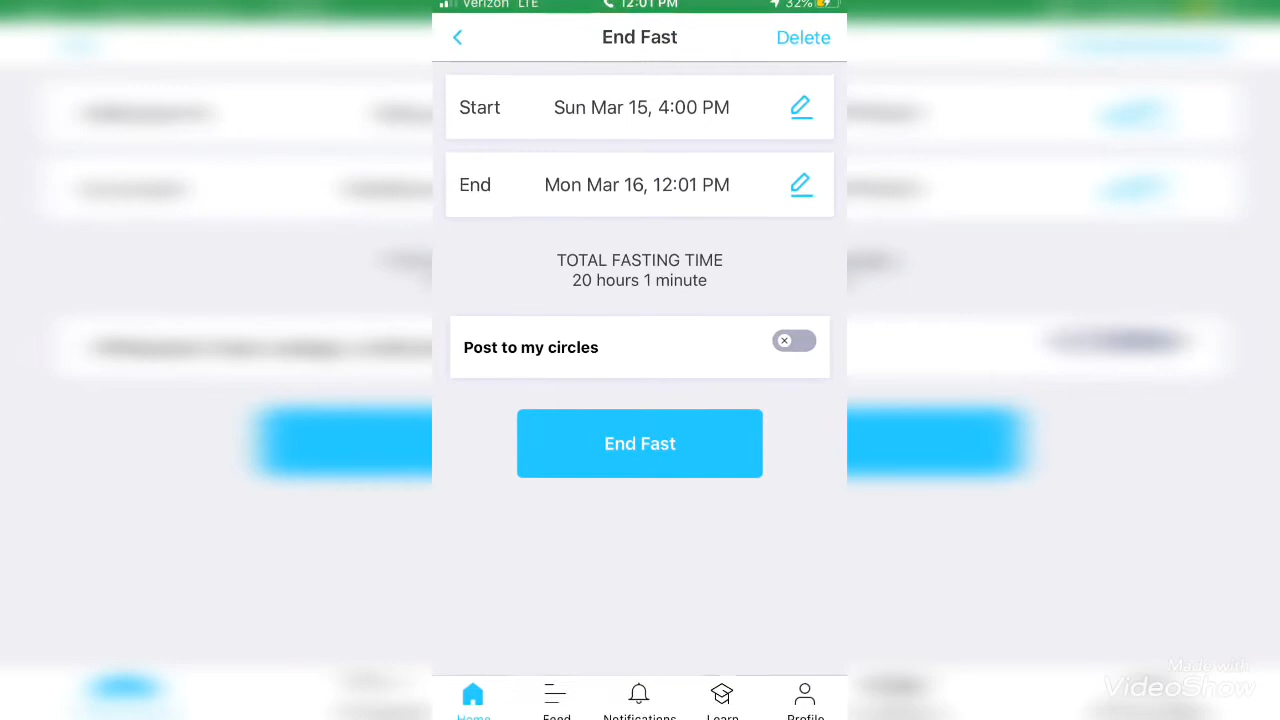 Verizon LTE 12:01 PM 32%
End Fast Delete
Start Sun Mar 15, 4:00 PM
End Mon Mar 16, 12:01 PM
TOTAL FASTING TIME
20 hours 1 minute
Post to my circles
End Fast
Home Feed Notifications Learn Profile
Made with
VideoShow